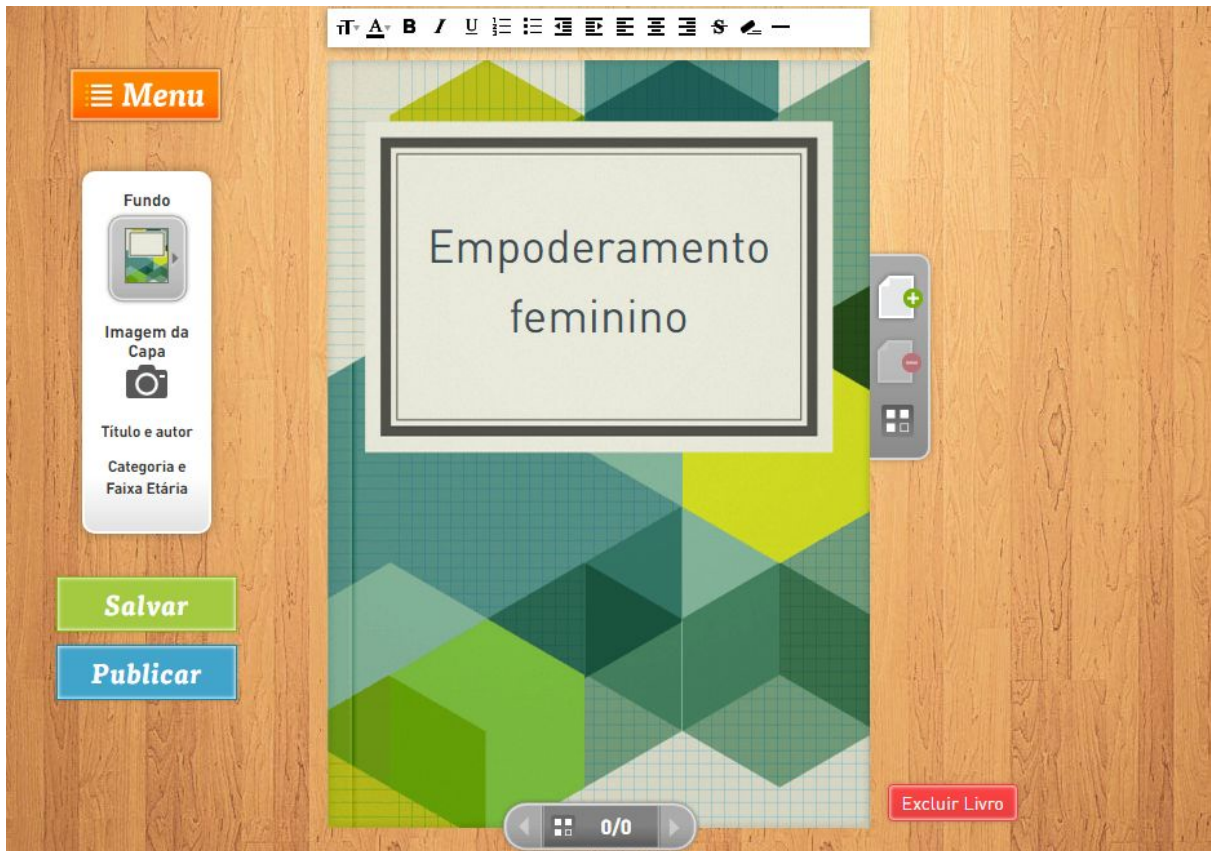 Menu
Fundo
Imagem da
Capa
Título e autor
Categoria e
Faixa Etária
Salvar
Publicar
Empoderamento
feminino
0/0
Excluir Livro